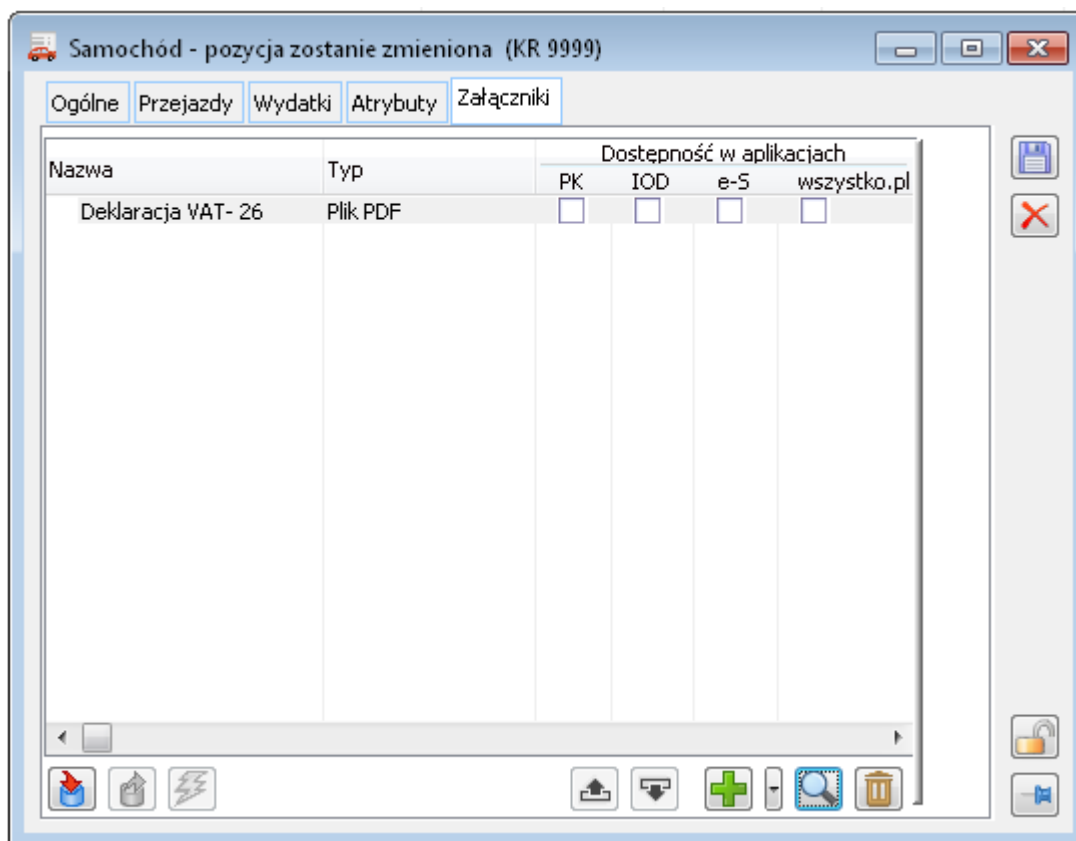 Samochód - pozycja zostanie zmieniona (KR 9999)
Ogólne Przejazdy Wydatki Atrybuty Załączniki
Nazwa Typ Dostępność w aplikacjach
PK IOD e-S wszystko.pl
Deklaracja VAT- 26 Plik PDF